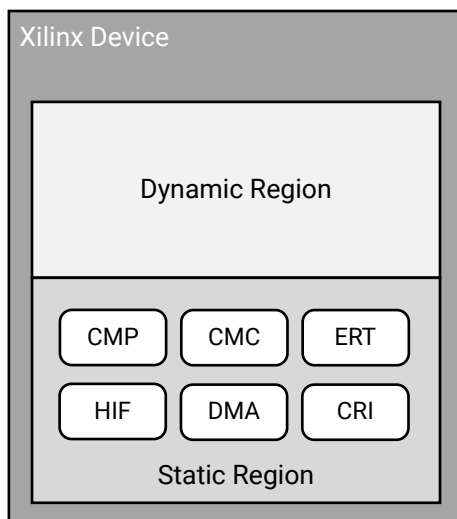 Xilinx Device
Dynamic Region
CMP CMC ERT
HIF DMA CRI
Static Region